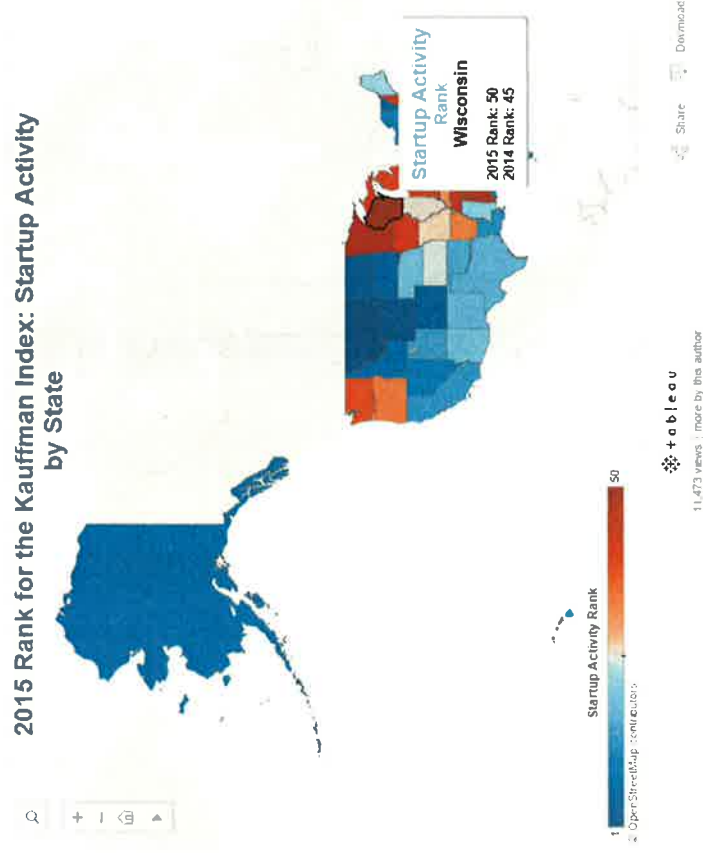 2015 Rank for the Kauffman Index: Startup Activity
by State
Startup Activity
Rank
Wisconsin
2015 Rank: 50
2014 Rank: 45
Startup Activity Rank
1
50
© OpenStreetMap contributors
+ a b l e a u
11,473 views | more by this author
Share
Download